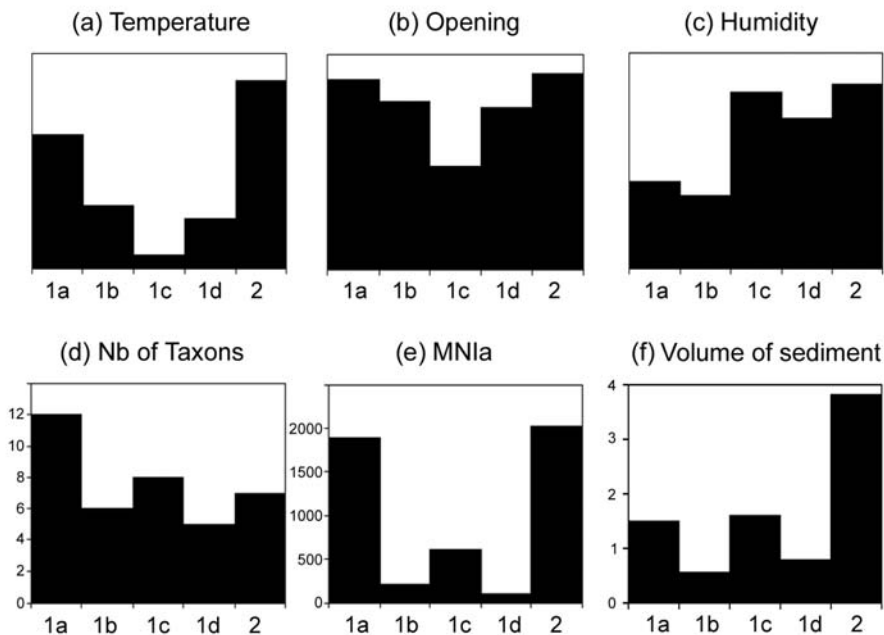 (a) Temperature
(b) Opening
(c) Humidity
1a 1b 1c 1d 2
1a 1b 1c 1d 2
1a 1b 1c 1d 2
(d) Nb of Taxons
(e) MNIa
(f) Volume of sediment
12
10
8
6
4
2
0
1a 1b 1c 1d 2
2000
1500
1000
500
0
1a 1b 1c 1d 2
4
3
2
1
0
1a 1b 1c 1d 2